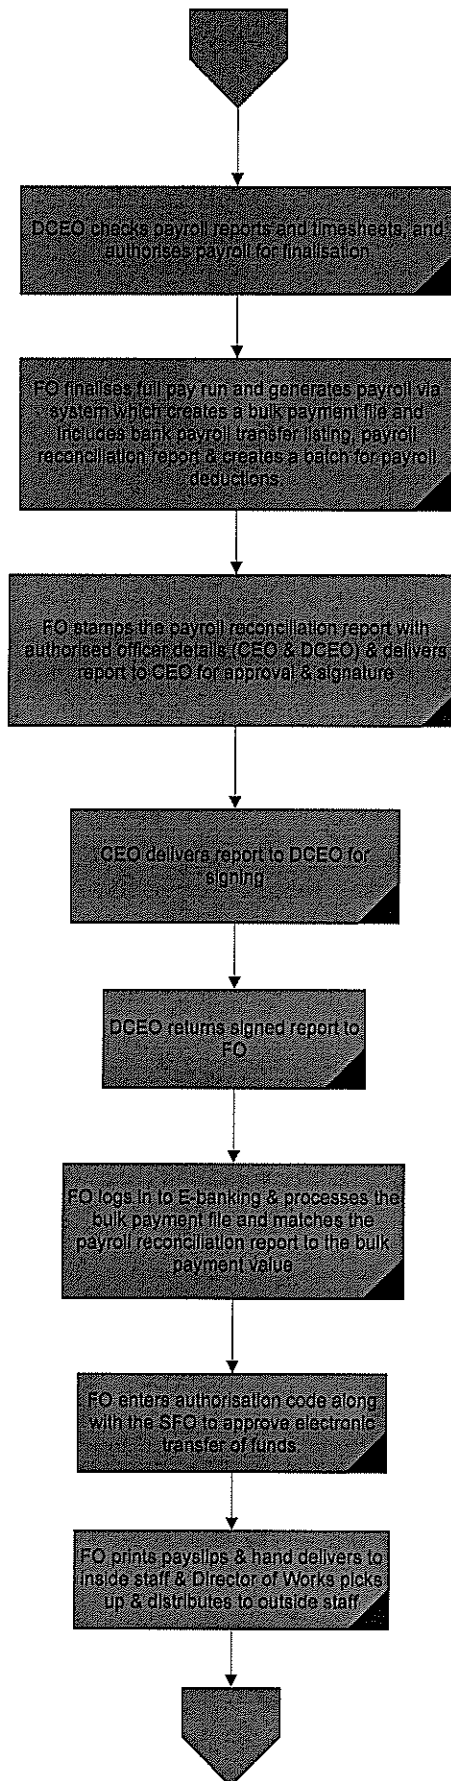 DCEO checks payroll reports and timesheets, and
authorises payroll for finalisation
FO finalises full pay run and generates payroll via
system which creates a bulk payment file and
includes bank payroll transfer listing, payroll
reconciliation report & creates a batch for payroll
deductions.
FO stamps the payroll reconciliation report with
authorised officer details (CEO & DCEO) & delivers
report to CEO for approval & signature
CEO delivers report to DCEO for
signing
DCEO returns signed report to
FO
FO logs in to E-banking & processes the
bulk payment file and matches the
payroll reconciliation report to the bulk
payment value
FO enters authorisation code along
with the SFO to approve electronic
transfer of funds
FO prints payslips & hand delivers to
inside staff & Director of Works picks
up & distributes to outside staff